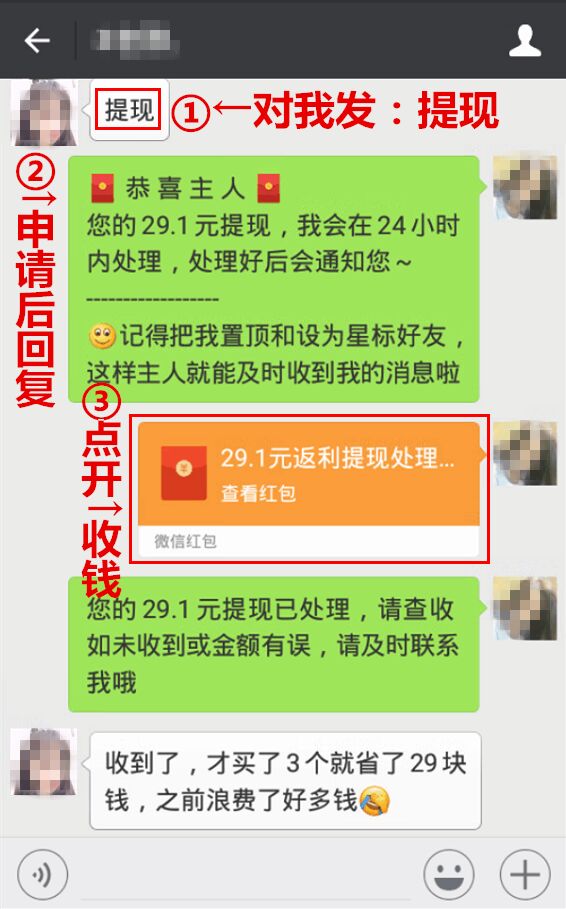 提现
①←对我发：提现
②→申请后回复
恭喜主人
您的 29.1 元提现，我会在 24 小时
内处理，处理好后会通知您～
------------------
记得把我置顶和设为星标好友，
这样主人就能及时收到我的消息啦
③点开→收钱
29.1元返利提现处理...
查看红包
微信红包
您的 29.1 元提现已处理，请查收
如未收到或金额有误，请及时联系
我哦
收到了，才买了 3 个就省了 29 块
钱，之前浪费了好多钱